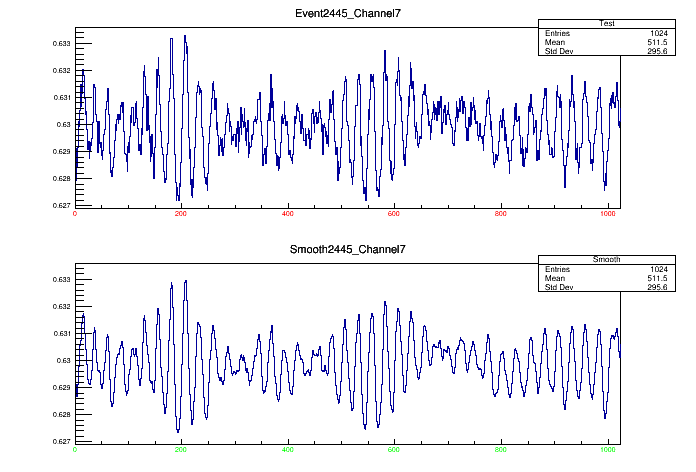 Event2445_Channel7
Test
Entries 1024
Mean 511.5
Std Dev 295.6
0.633
0.632
0.631
0.63
0.629
0.628
0.627
0 200 400 600 800 1000
Smooth2445_Channel7
Smooth
Entries 1024
Mean 511.5
Std Dev 295.6
0.633
0.632
0.631
0.63
0.629
0.628
0.627
0 200 400 600 800 1000